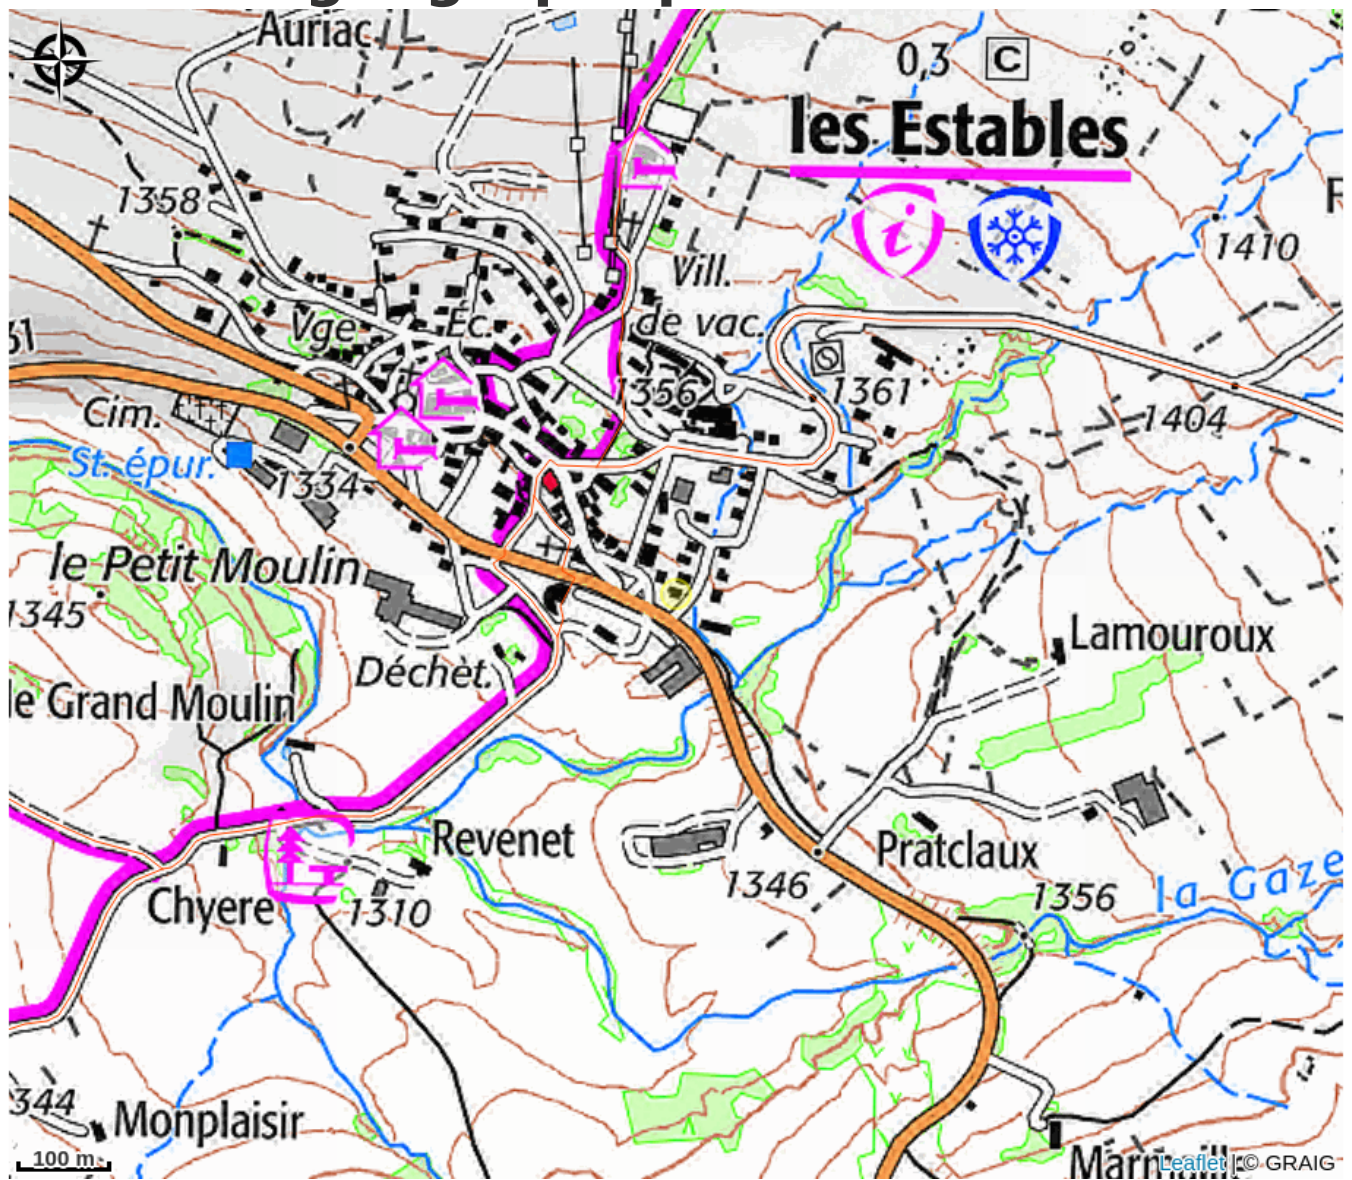 Auriac
0,3 C
les Estables
i
1358
1410
Vill.
de vac.
Vge
Éc.
1356
1361
1404
Cim.
St. épur.
1334
le Petit Moulin
1345
Lamouroux
Déchèt.
le Grand Moulin
Revenet
Pratclaux
1346
1356
la Gaze
Chyere
1310
344
Monplaisir
100 m
Leaflet | © GRAIG